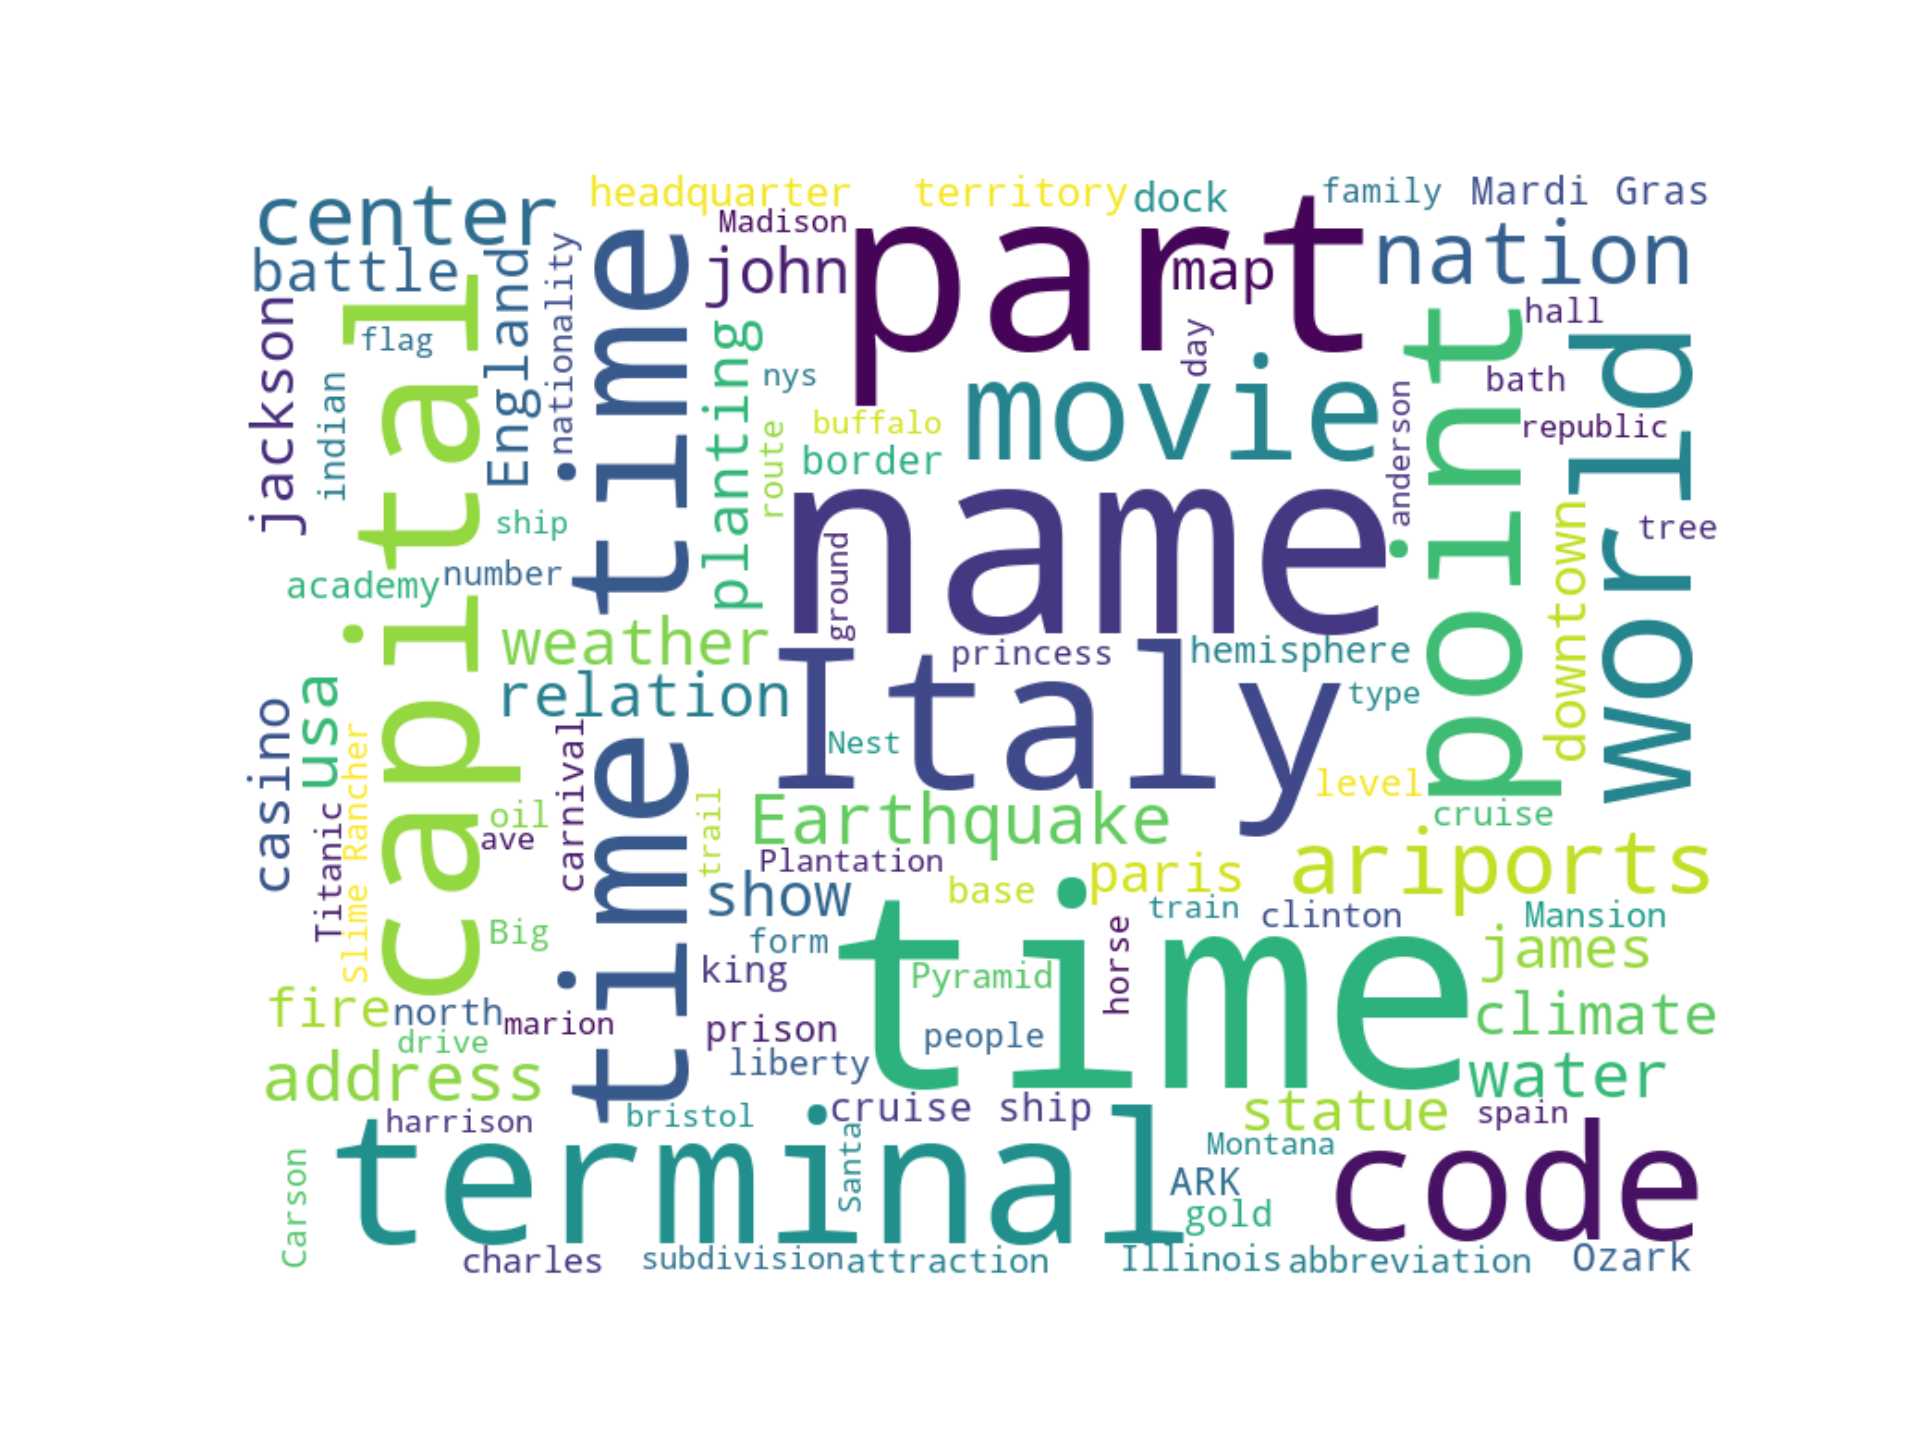 headquarter
territory
dock
family
Mardi Gras
center
Madison
part
nation
battle
john
map
time
capital
England
nationality
jackson
flag
indian
hall
point
world
day
planting
nys
movie
bath
anderson
republic
buffalo
route
border
name
ship
tree
downtown
academy
number
ground
weather
princess
Italy
hemisphere
relation
type
usa
casino
Slime Rancher
Nest
carnival
time
level
Titanic
oil
ave
trail
Earthquake
cruise
Plantation
paris
ariports
show
base
train
clinton
Mansion
Big
form
horse
james
king
Pyramid
time
fire
north
marion
prison
people
climate
drive
liberty
address
water
harrison
bristol
cruise ship
statue
spain
terminal
Santa
Montana
code
Carson
ARK
gold
charles
subdivision
attraction
Illinois
abbreviation
Ozark